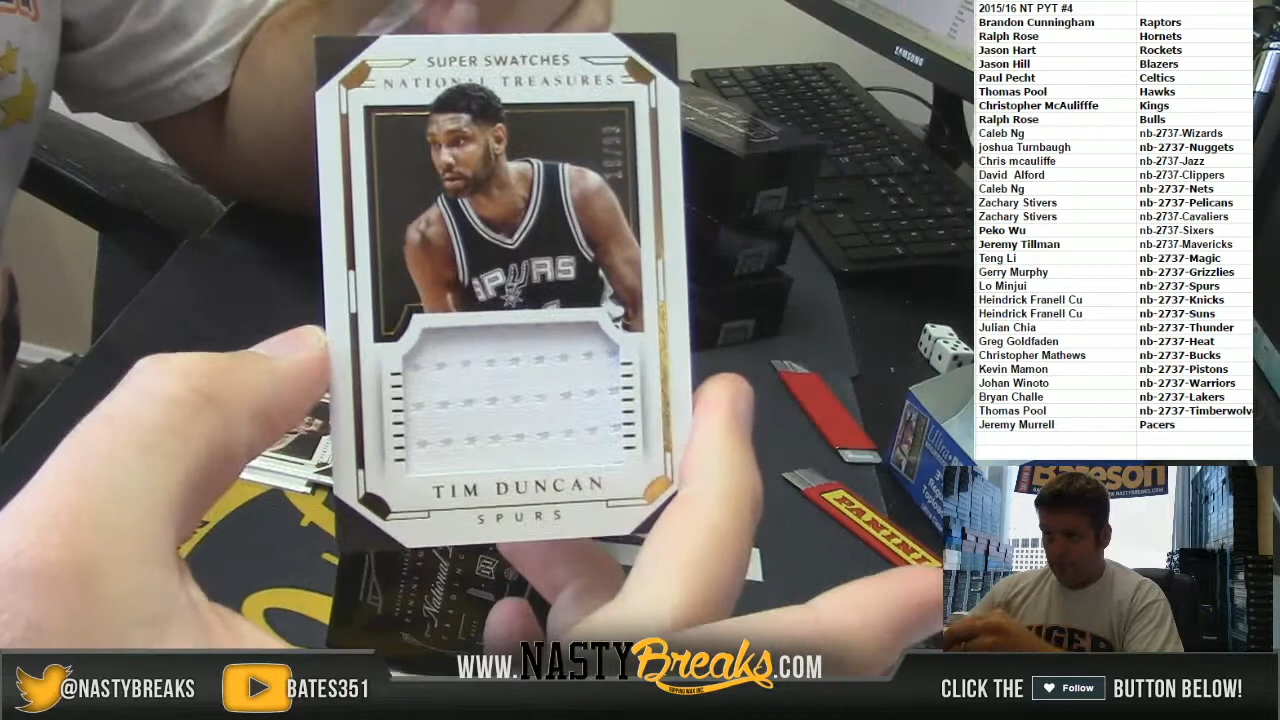 SUPER SWATCHES
NATIONAL TREASURES
SPURS
TIM DUNCAN
SPURS
SAMSUNG
PANINI
National
2015/16 NT PYT #4
Brandon Cunningham Raptors
Ralph Rose Hornets
Jason Hart Rockets
Jason Hill Blazers
Paul Pecht Celtics
Thomas Pool Hawks
Christopher McAulifffe Kings
Ralph Rose Bulls
Caleb Ng nb-2737-Wizards
joshua Turnbaugh nb-2737-Nuggets
Chris mcauliffe nb-2737-Jazz
David Alford nb-2737-Clippers
Caleb Ng nb-2737-Nets
Zachary Stivers nb-2737-Pelicans
Zachary Stivers nb-2737-Cavaliers
Peko Wu nb-2737-Sixers
Jeremy Tillman nb-2737-Mavericks
Teng Li nb-2737-Magic
Gerry Murphy nb-2737-Grizzlies
Lo Minjui nb-2737-Spurs
Heindrick Franell Cu nb-2737-Knicks
Heindrick Franell Cu nb-2737-Suns
Julian Chia nb-2737-Thunder
Greg Goldfaden nb-2737-Heat
Christopher Mathews nb-2737-Bucks
Kevin Mamon nb-2737-Pistons
Johan Winoto nb-2737-Warriors
Bryan Challe nb-2737-Lakers
Thomas Pool nb-2737-Timberwolv
Jeremy Murrell Pacers
@NASTYBREAKS
BATES351
WWW.NASTYBreaks.COM
CLICK THE Follow BUTTON BELOW!